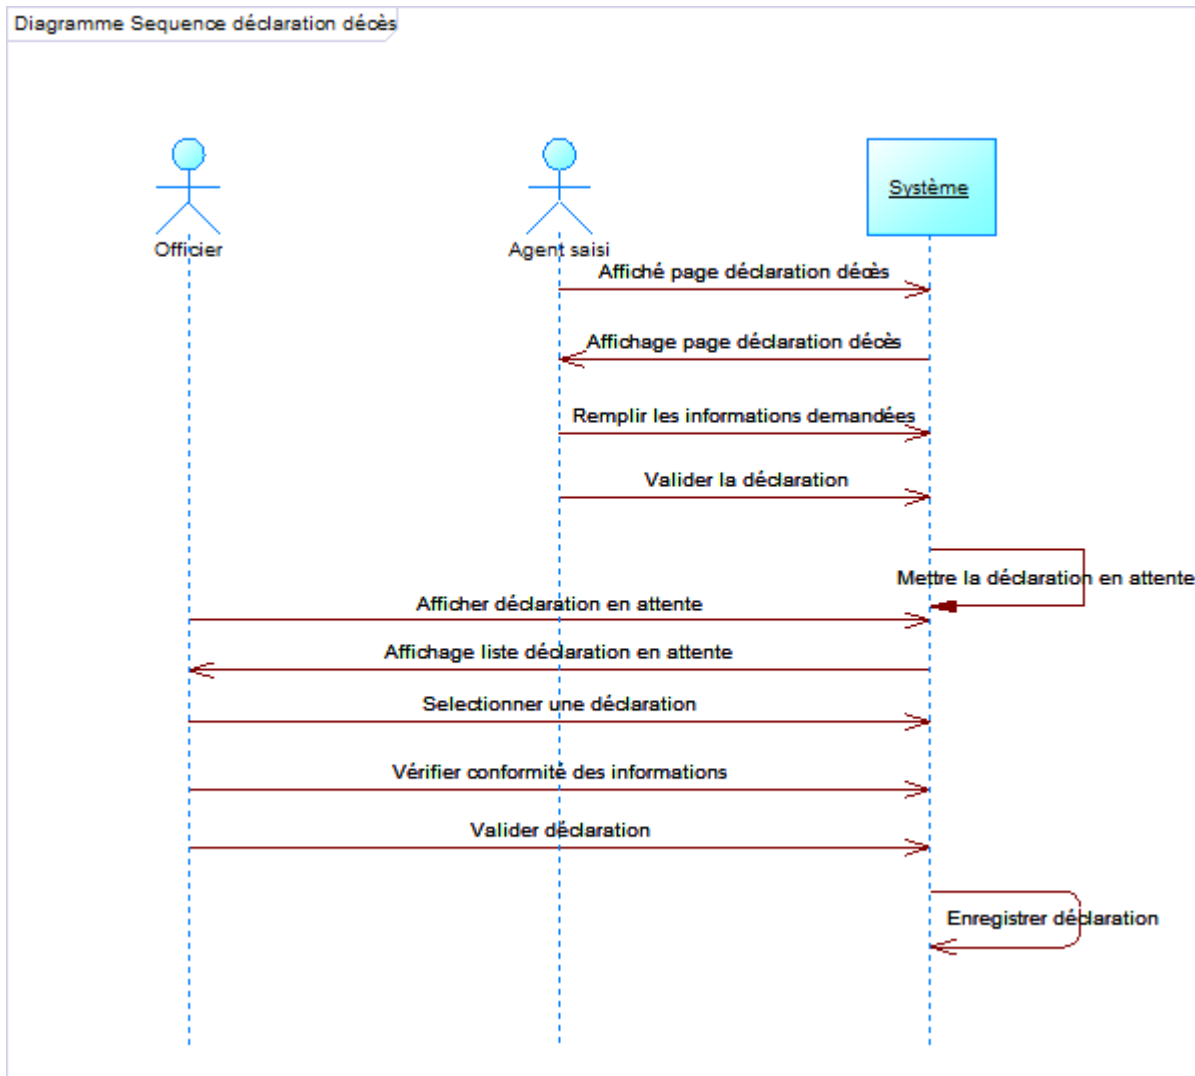 Diagramme Sequence déclaration décès
Système
Officier
Agent saisi
Affiché page déclaration décès
Affichage page déclaration décès
Remplir les informations demandées
Valider la déclaration
Mettre la déclaration en attente
Afficher déclaration en attente
Affichage liste déclaration en attente
Selectionner une déclaration
Vérifier conformité des informations
Valider déclaration
Enregistrer déclaration